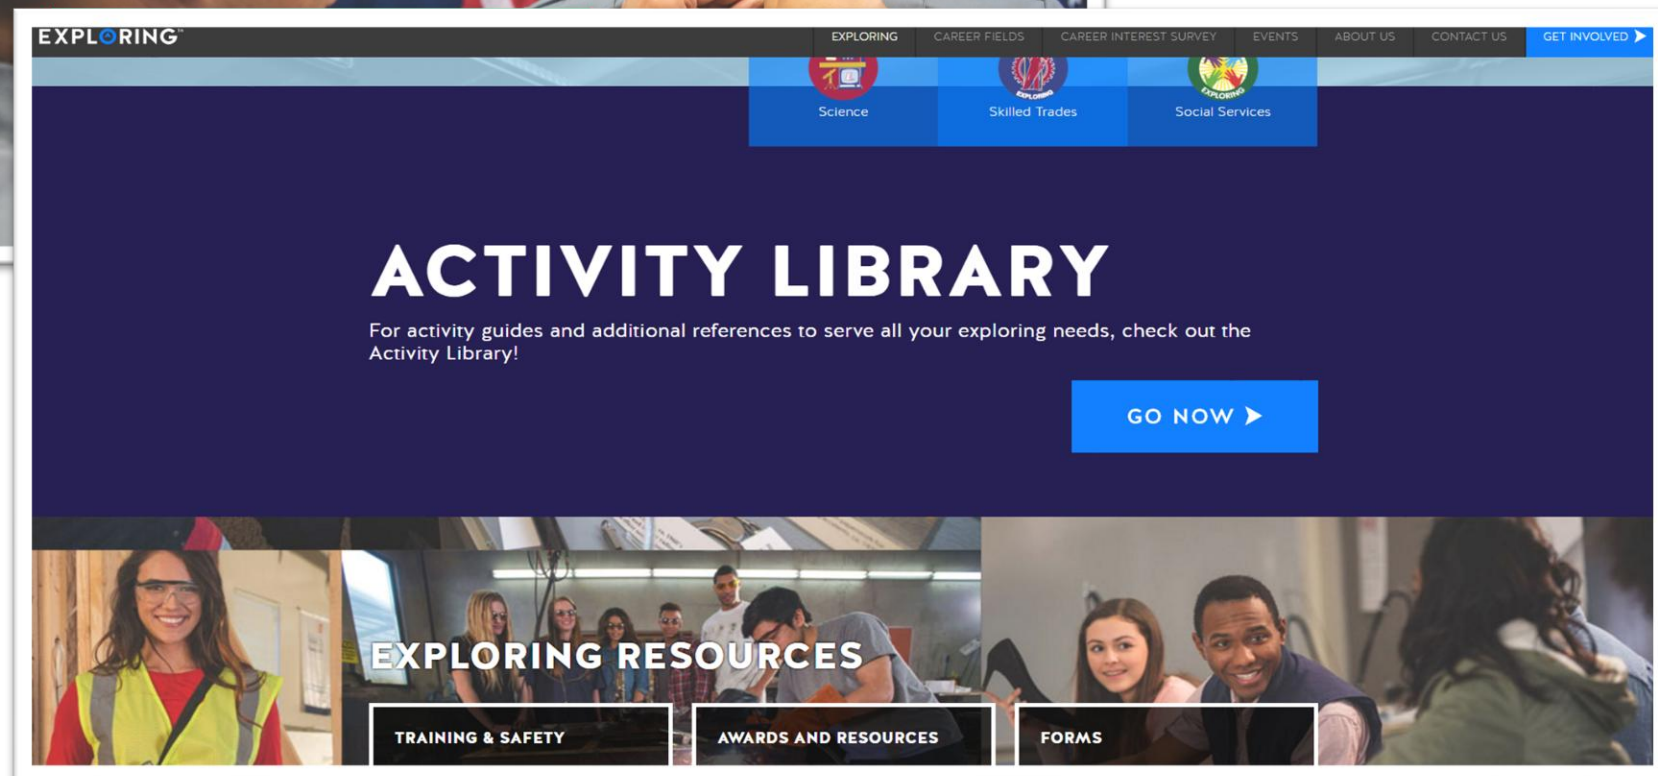 EXPLORING
EXPLORING CAREER FIELDS CAREER INTEREST SURVEY EVENTS ABOUT US CONTACT US GET INVOLVED
EXPLORING EXPLORING
Science Skilled Trades Social Services
ACTIVITY LIBRARY
For activity guides and additional references to serve all your exploring needs, check out the
Activity Library!
GO NOW
EXPLORING RESOURCES
TRAINING & SAFETY AWARDS AND RESOURCES FORMS